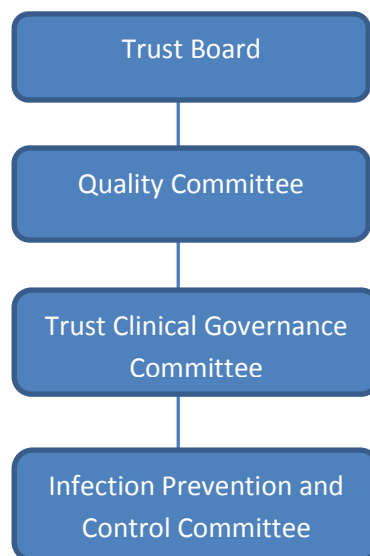 Trust Board
Quality Committee
Trust Clinical Governance
Committee
Infection Prevention and
Control Committee